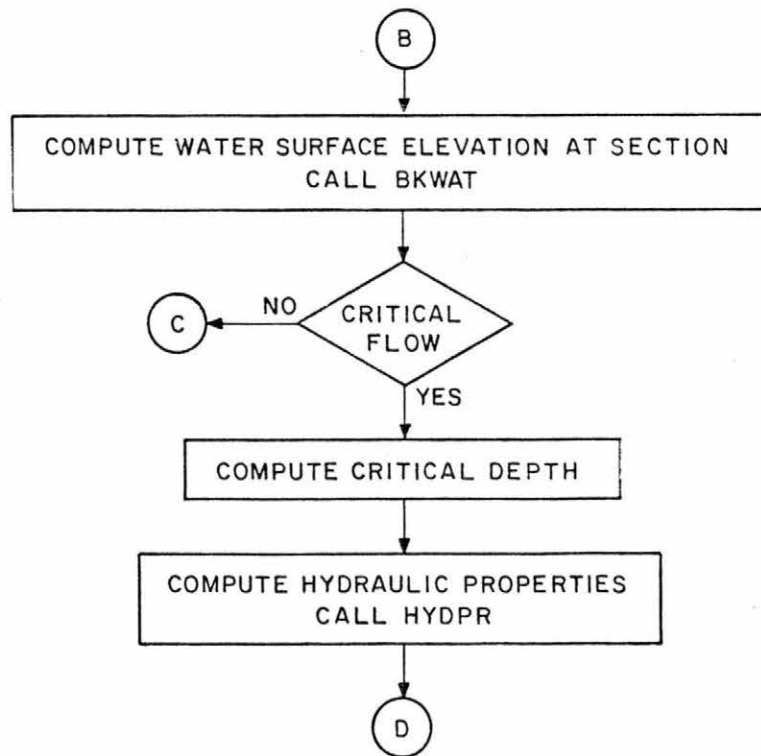 B
COMPUTE WATER SURFACE ELEVATION AT SECTION
CALL BKWAT
C
NO
CRITICAL
FLOW
YES
COMPUTE CRITICAL DEPTH
COMPUTE HYDRAULIC PROPERTIES
CALL HYDPR
D